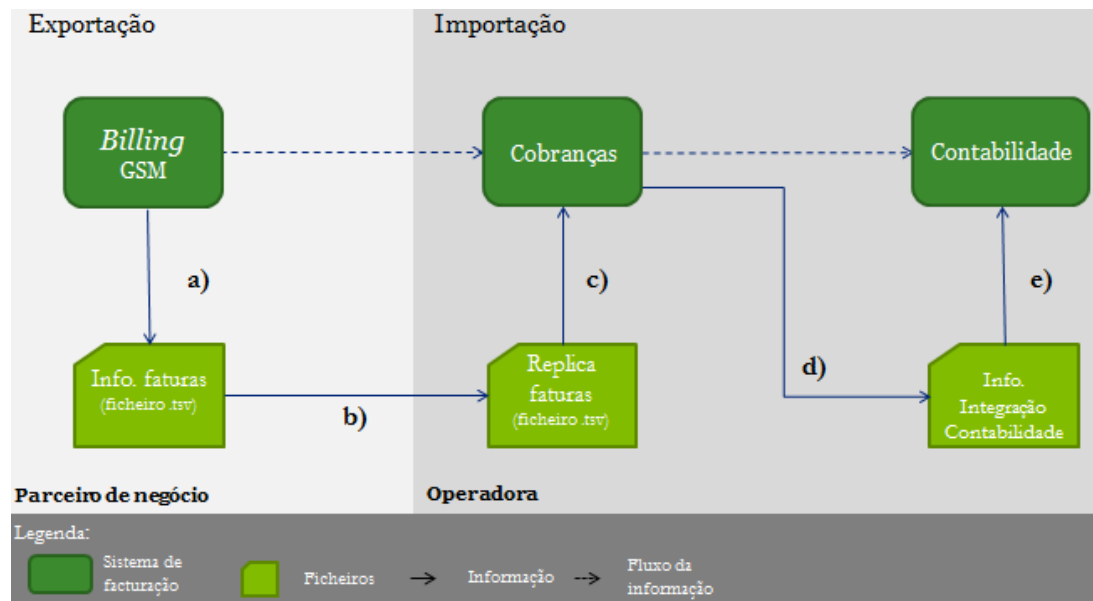 Exportação
Importação
Billing
GSM
Cobranças
Contabilidade
a)
c)
e)
Info. faturas
(ficheiro .tsv)
b)
Replica
faturas
(ficheiro .tsv)
d)
Info.
Integração
Contabilidade
Parceiro de negócio
Operadora
Legenda:
Sistema de
facturação
Ficheiros
Informação
Fluxo da
informação